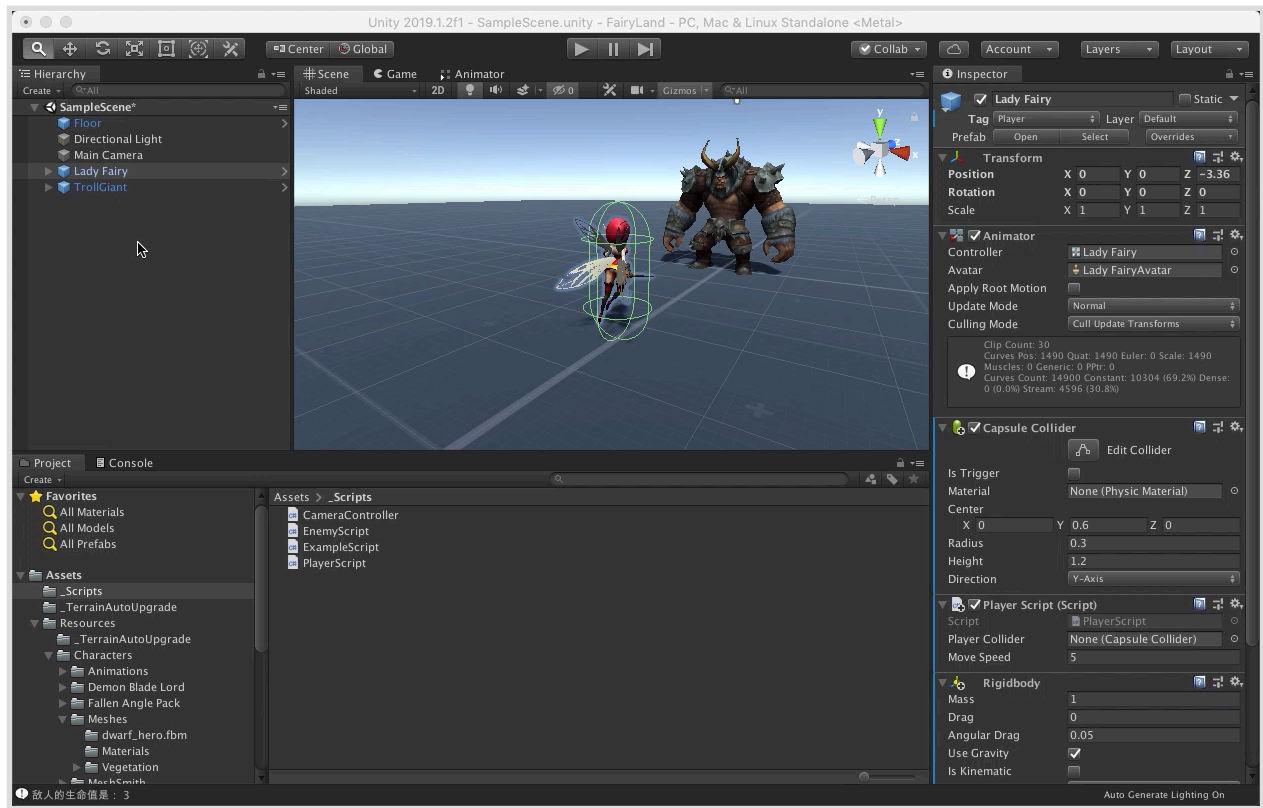 Unity 2019.1.2f1 - SampleScene.unity - FairyLand - PC, Mac & Linux Standalone <Metal>
Center Global Collab Account Layers Layout
Hierarchy
Create All
SampleScene*
Floor
Directional Light
Main Camera
Lady Fairy
TrollGiant
Scene Game Animator
Shaded 2D 0 Gizmos All
y
x
z
Persp
Project Console
Create
Favorites
All Materials
All Models
All Prefabs
Assets
_Scripts
_TerrainAutoUpgrade
Resources
_TerrainAutoUpgrade
Characters
Animations
Demon Blade Lord
Fallen Angle Pack
Meshes
dwarf_hero.fbm
Materials
Vegetation
MeshSmith
Assets > _Scripts
CameraController
EnemyScript
ExampleScript
PlayerScript
Inspector
Lady Fairy Static
Tag Player Layer Default
Prefab Open Select Overrides
Transform
Position X 0 Y 0 Z -3.36
Rotation X 0 Y 0 Z 0
Scale X 1 Y 1 Z 1
Animator
Controller Lady Fairy
Avatar Lady FairyAvatar
Apply Root Motion
Update Mode Normal
Culling Mode Cull Update Transforms
Clip Count: 30
Curves Pos: 1490 Quat: 1490 Euler: 0 Scale: 1490
Muscles: 0 Generic: 0 PPtr: 0
Curves Count: 14900 Constant: 10304 (69.2%) Dense:
0 (0.0%) Stream: 4596 (30.8%)
Capsule Collider
Edit Collider
Is Trigger
Material None (Physic Material)
Center
X 0 Y 0.6 Z 0
Radius 0.3
Height 1.2
Direction Y-Axis
Player Script (Script)
Script PlayerScript
Player Collider None (Capsule Collider)
Move Speed 5
Rigidbody
Mass 1
Drag 0
Angular Drag 0.05
Use Gravity
Is Kinematic
敌人的生命值是：3
Auto Generate Lighting On